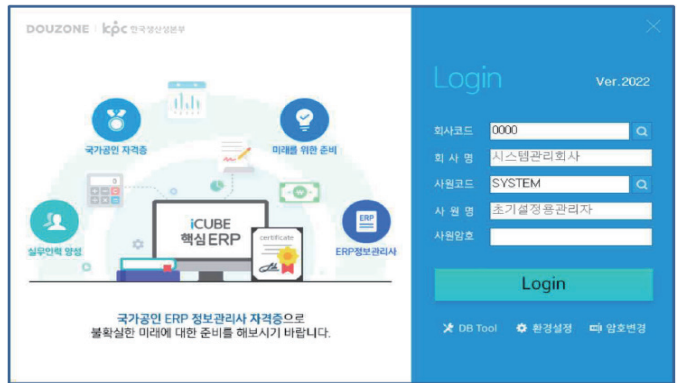 DOUZONE kpc 한국생산성본부
국가공인 자격증
미래를 위한 준비
실무인력 양성
iCUBE
핵심ERP
certificate
ERP
ERP정보관리사
국가공인 ERP 정보관리사 자격증으로
불확실한 미래에 대한 준비를 해보시기 바랍니다.
Login
Ver.2022
회사코드 0000
회 사 명 시스템관리회사
사원코드 SYSTEM
사 원 명 초기설정용관리자
사원암호
Login
DB Tool 환경설정 암호변경